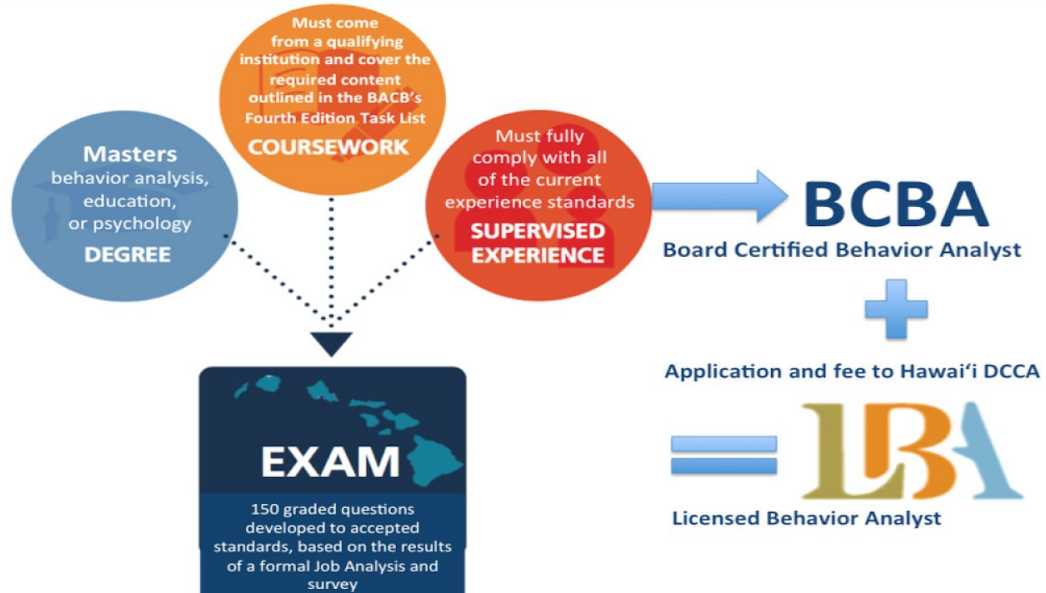 Must come
from a qualifying
institution and cover the
required content
outlined in the BACB's
Fourth Edition Task List
COURSEWORK
Masters
behavior analysis,
education,
or psychology
DEGREE
Must fully
comply with all
of the current
experience standards
SUPERVISED
EXPERIENCE
BCBA
Board Certified Behavior Analyst
EXAM
150 graded questions
developed to accepted
standards, based on the results
of a formal Job Analysis and
survey
Application and fee to Hawaiʻi DCCA
LBA
Licensed Behavior Analyst